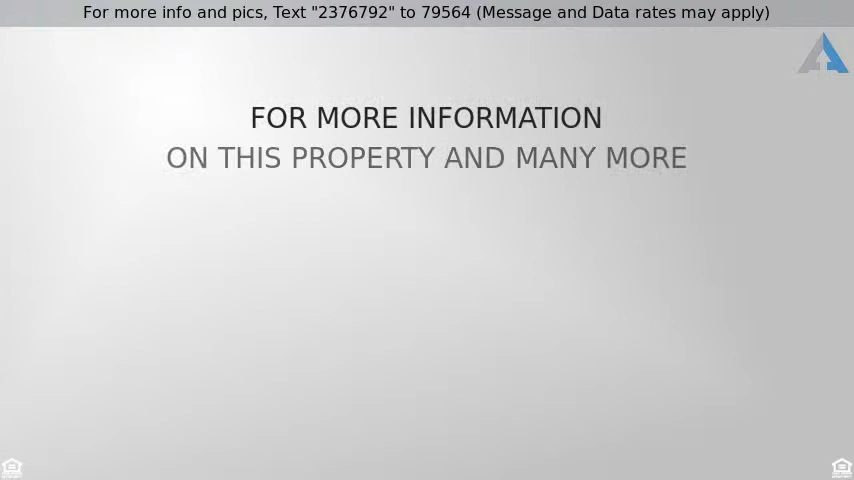 For more info and pics, Text "2376792" to 79564 (Message and Data rates may apply)
FOR MORE INFORMATION
ON THIS PROPERTY AND MANY MORE